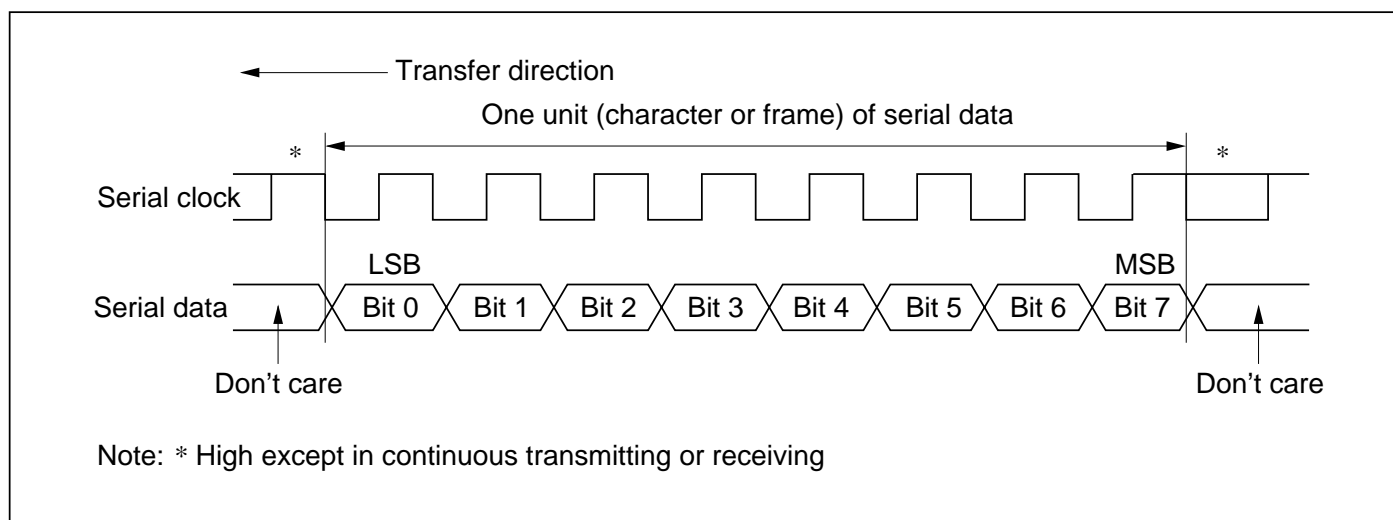 Transfer direction
One unit (character or frame) of serial data
* *
Serial clock
LSB MSB
Serial data Bit 0 Bit 1 Bit 2 Bit 3 Bit 4 Bit 5 Bit 6 Bit 7
Don’t care Don’t care
Note: * High except in continuous transmitting or receiving